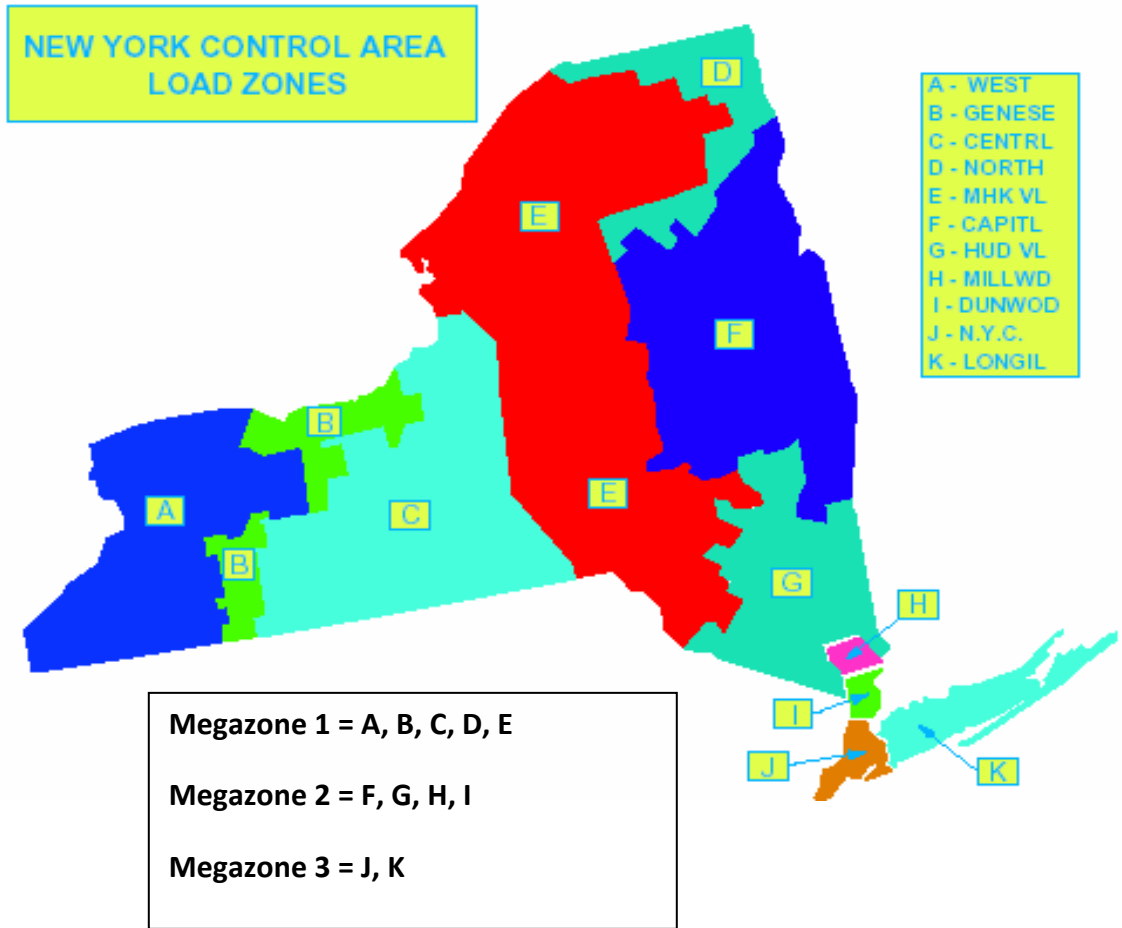 NEW YORK CONTROL AREA
LOAD ZONES
D
A - WEST
B - GENESE
C - CENTRL
D - NORTH
E - MHK VL
F - CAPITL
G - HUD VL
H - MILLWD
I - DUNWOD
J - N.Y.C.
K - LONGIL
E
F
B
A
C
E
B
G
H
I
J
K
Megazone 1 = A, B, C, D, E
Megazone 2 = F, G, H, I
Megazone 3 = J, K